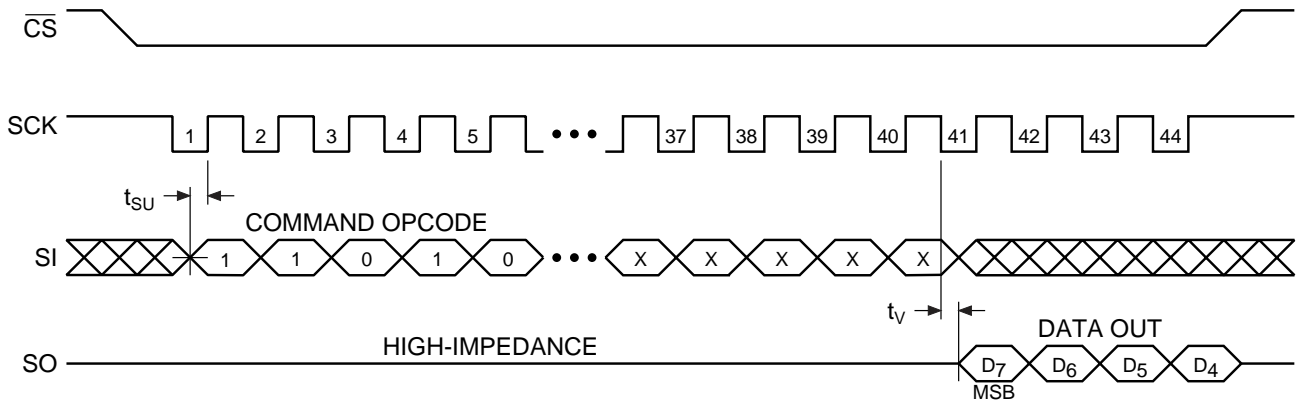 CS
SCK 1 2 3 4 5 ••• 37 38 39 40 41 42 43 44
tSU
COMMAND OPCODE
SI 1 1 0 1 0 ••• X X X X X
tV
HIGH-IMPEDANCE
DATA OUT
SO D7 D6 D5 D4
MSB